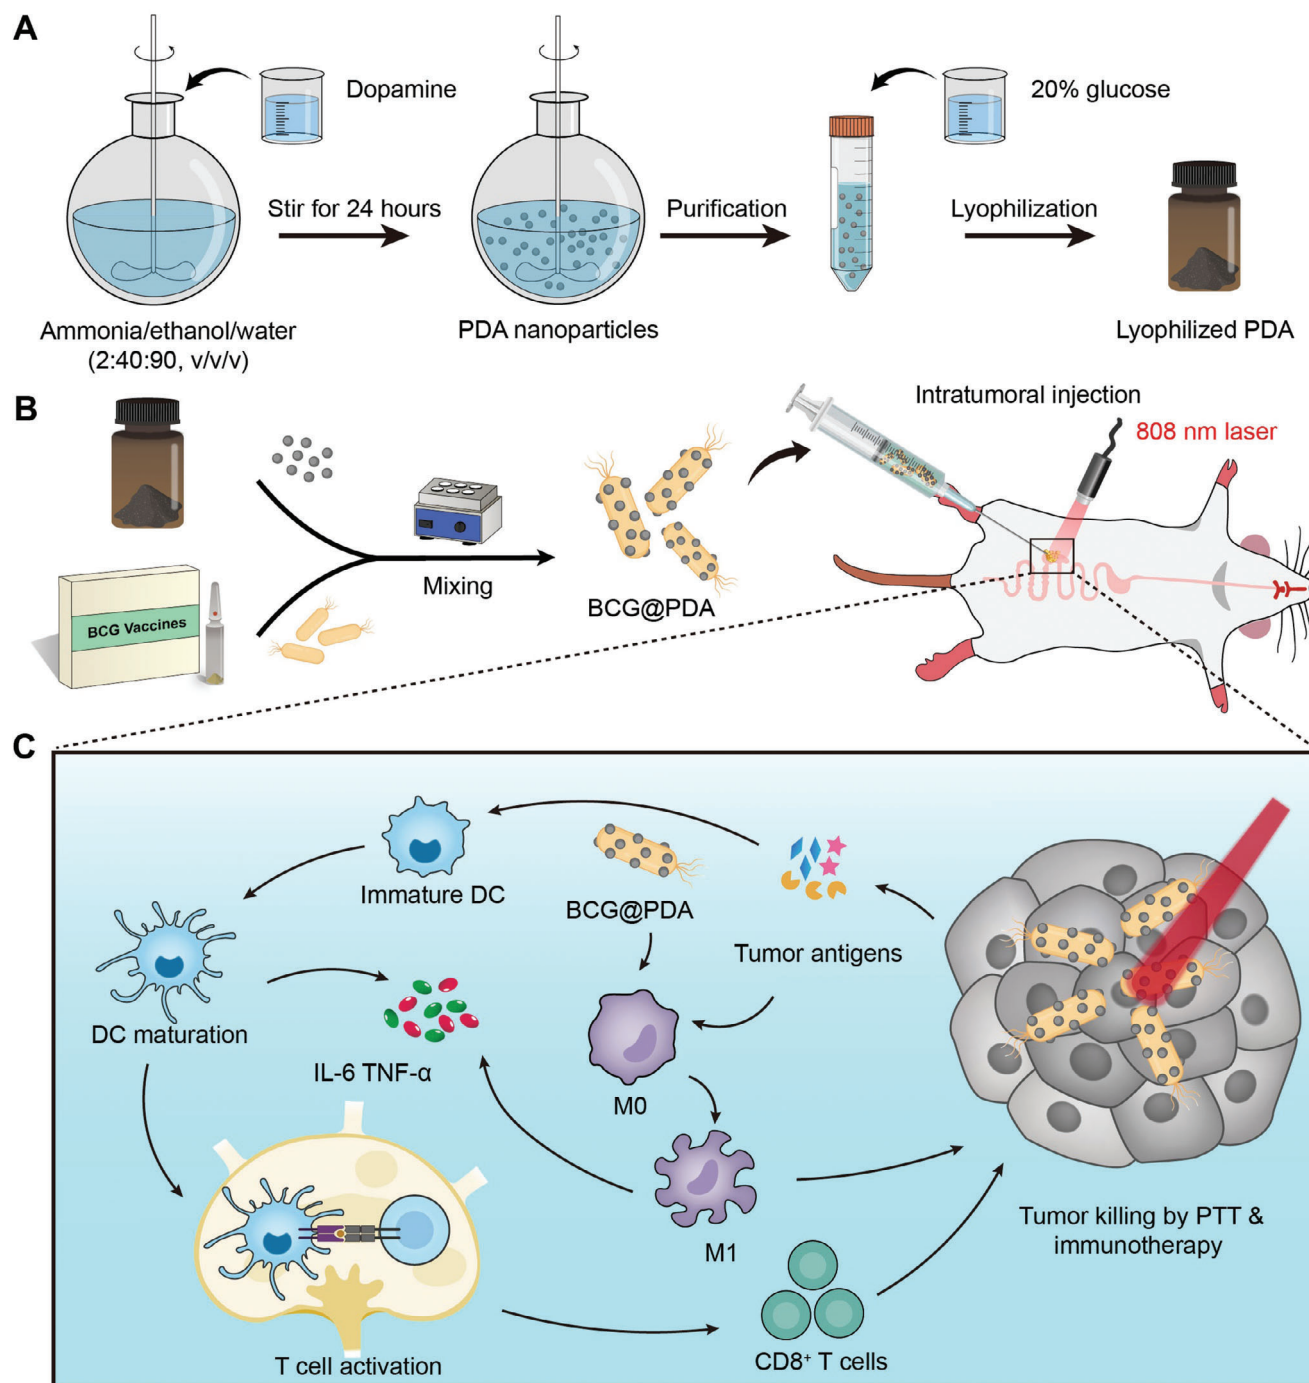 A
Dopamine
20% glucose
Stir for 24 hours
Purification
Lyophilization
Ammonia/ethanol/water
(2:40:90, v/v/v)
PDA nanoparticles
Lyophilized PDA
B
Intratumoral injection
808 nm laser
Mixing
BCG@PDA
BCG Vaccines
C
Immature DC
BCG@PDA
Tumor antigens
DC maturation
IL-6 TNF-α
M0
M1
Tumor killing by PTT &
immunotherapy
T cell activation
CD8⁺ T cells